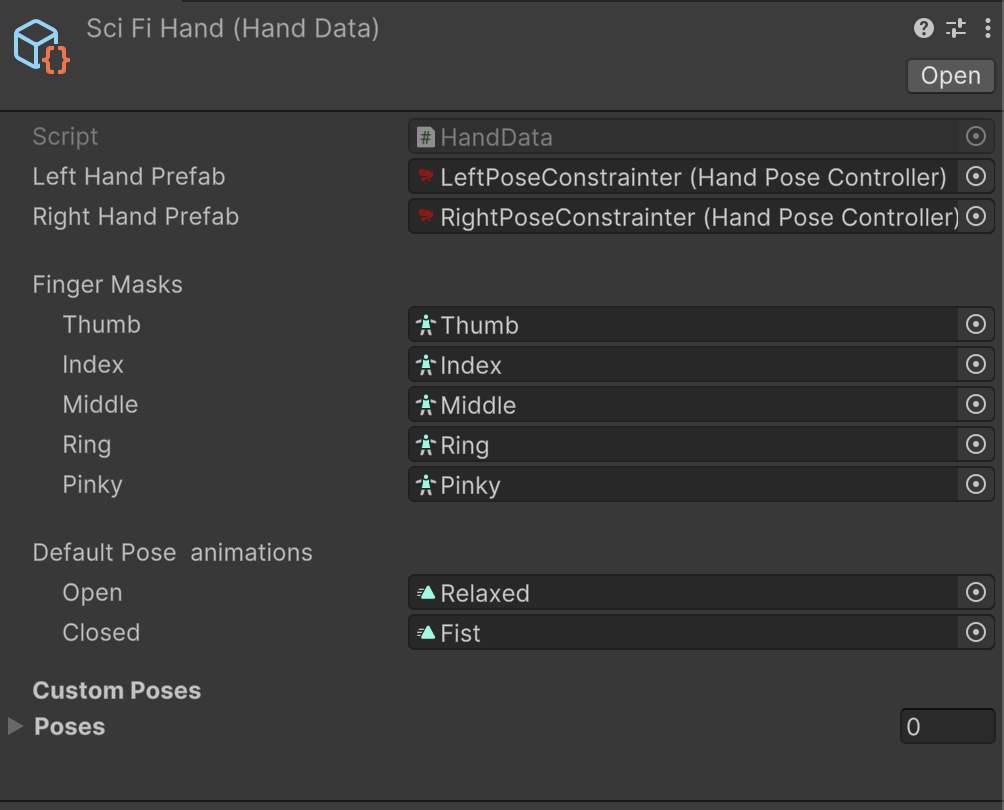 Sci Fi Hand (Hand Data)
Open
Script # HandData
Left Hand Prefab LeftPoseConstrainter (Hand Pose Controller)
Right Hand Prefab RightPoseConstrainter (Hand Pose Controller)
Finger Masks
Thumb Thumb
Index Index
Middle Middle
Ring Ring
Pinky Pinky
Default Pose  animations
Open Relaxed
Closed Fist
Custom Poses
Poses 0